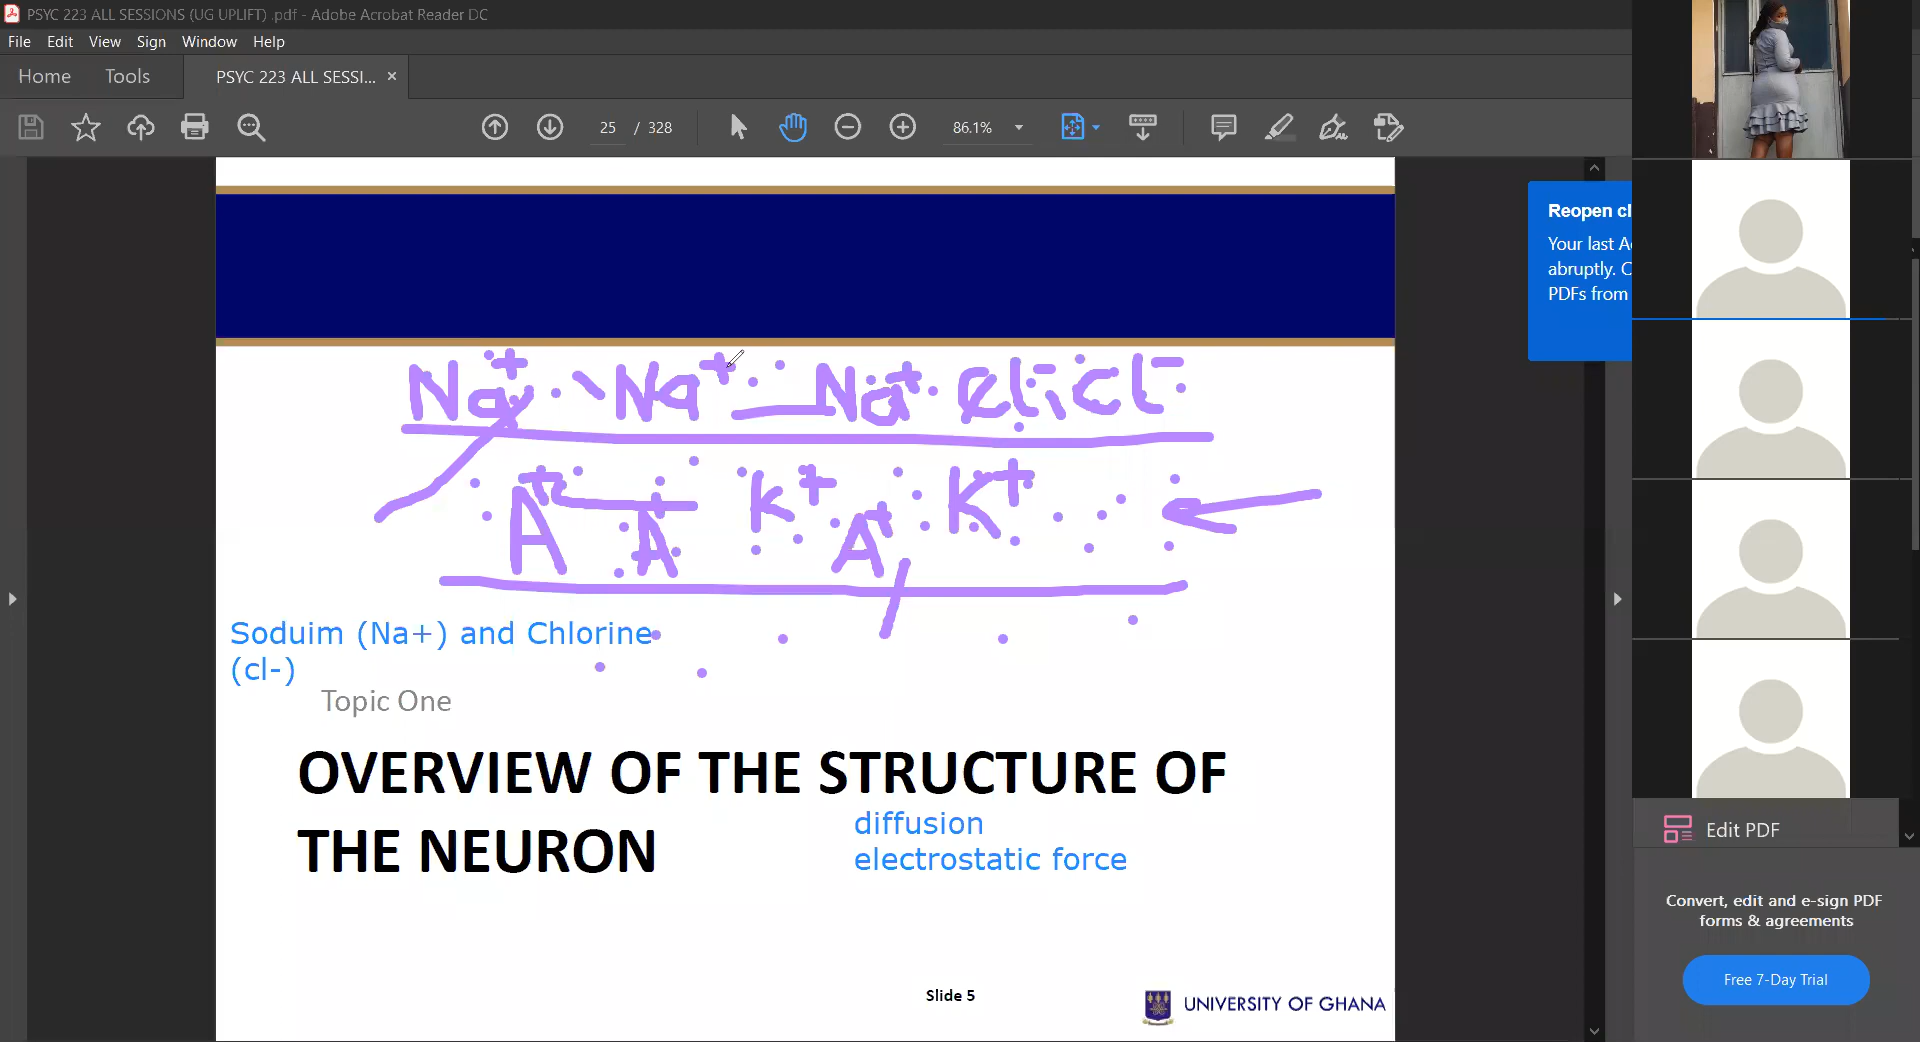 PSYC 223 ALL SESSIONS (UG UPLIFT) .pdf - Adobe Acrobat Reader DC
File Edit View Sign Window Help
Home Tools PSYC 223 ALL SESSI... ×
25 / 328 86.1%
Reopen cl
Your last A
abruptly. C
PDFs from
Na+ Na+ Na+ cl- cl-
A+ A K+ A+ K+
Soduim (Na+) and Chlorine
(cl-)
Topic One
OVERVIEW OF THE STRUCTURE OF
THE NEURON
diffusion
electrostatic force
Slide 5
UNIVERSITY OF GHANA
Edit PDF
Convert, edit and e-sign PDF
forms & agreements
Free 7-Day Trial